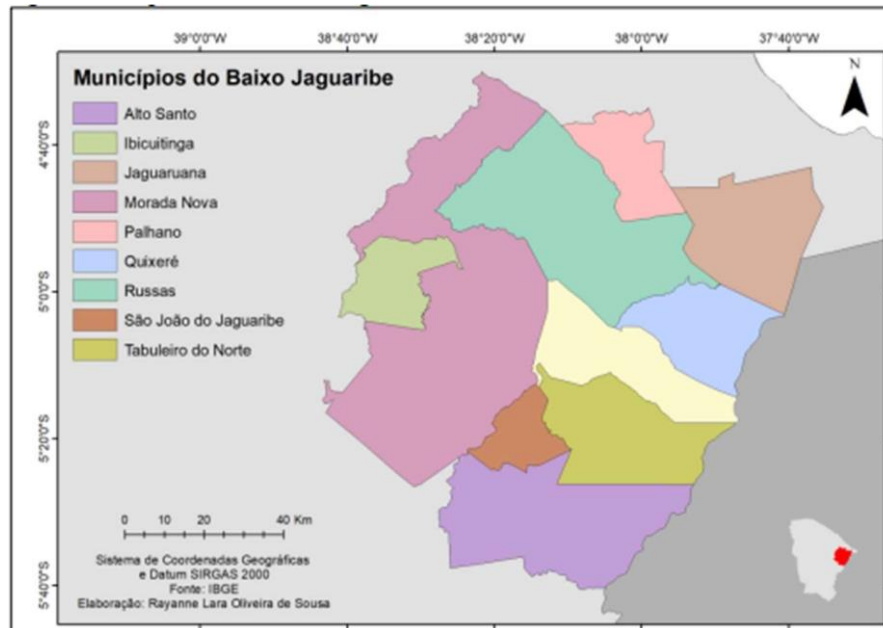 39°0'0"W
38°40'0"W
38°20'0"W
38°0'0"W
37°40'0"W
Municípios do Baixo Jaguaribe
Alto Santo
Ibicuitinga
Jaguaruana
Morada Nova
Palhano
Quixeré
Russas
São João do Jaguaribe
Tabuleiro do Norte
N
4°40'0"S
5°0'0"S
5°20'0"S
5°40'0"S
0 10 20 40 Km
Sistema de Coordenadas Geográficas
e Datum SIRGAS 2000
Fonte: IBGE
Elaboração: Rayanne Lara Oliveira de Sousa